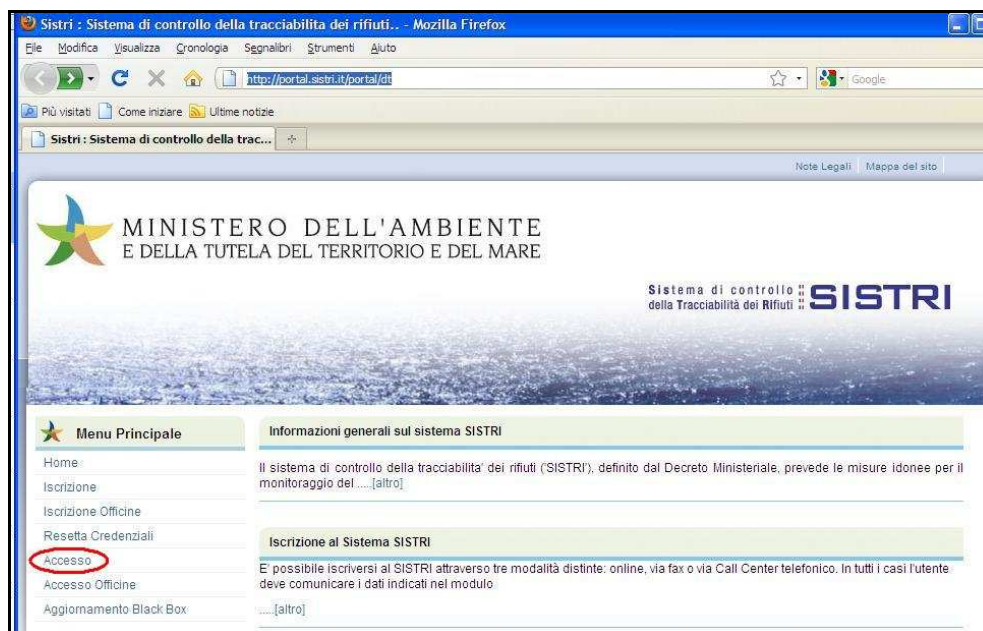 Sistri : Sistema di controllo della tracciabilita dei rifiuti.. - Mozilla Firefox
File Modifica Visualizza Cronologia Segnalibri Strumenti Aiuto
http://portal.sistri.it/portal/dt
Google
Più visitati Come iniziare Ultime notizie
Sistri : Sistema di controllo della trac...
Note Legali Mappa del sito
MINISTERO DELL'AMBIENTE
E DELLA TUTELA DEL TERRITORIO E DEL MARE
Sistema di controllo
della Tracciabilità dei Rifiuti
SISTRI
Menu Principale
Home
Iscrizione
Iscrizione Officine
Resetta Credenziali
Accesso
Accesso Officine
Aggiornamento Black Box
Informazioni generali sul sistema SISTRI
Il sistema di controllo della tracciabilita' dei rifiuti ('SISTRI'), definito dal Decreto Ministeriale, prevede le misure idonee per il
monitoraggio del .....[altro]
Iscrizione al Sistema SISTRI
E' possibile iscriversi al SISTRI attraverso tre modalità distinte: online, via fax o via Call Center telefonico. In tutti i casi l'utente
deve comunicare i dati indicati nel modulo
.....[altro]